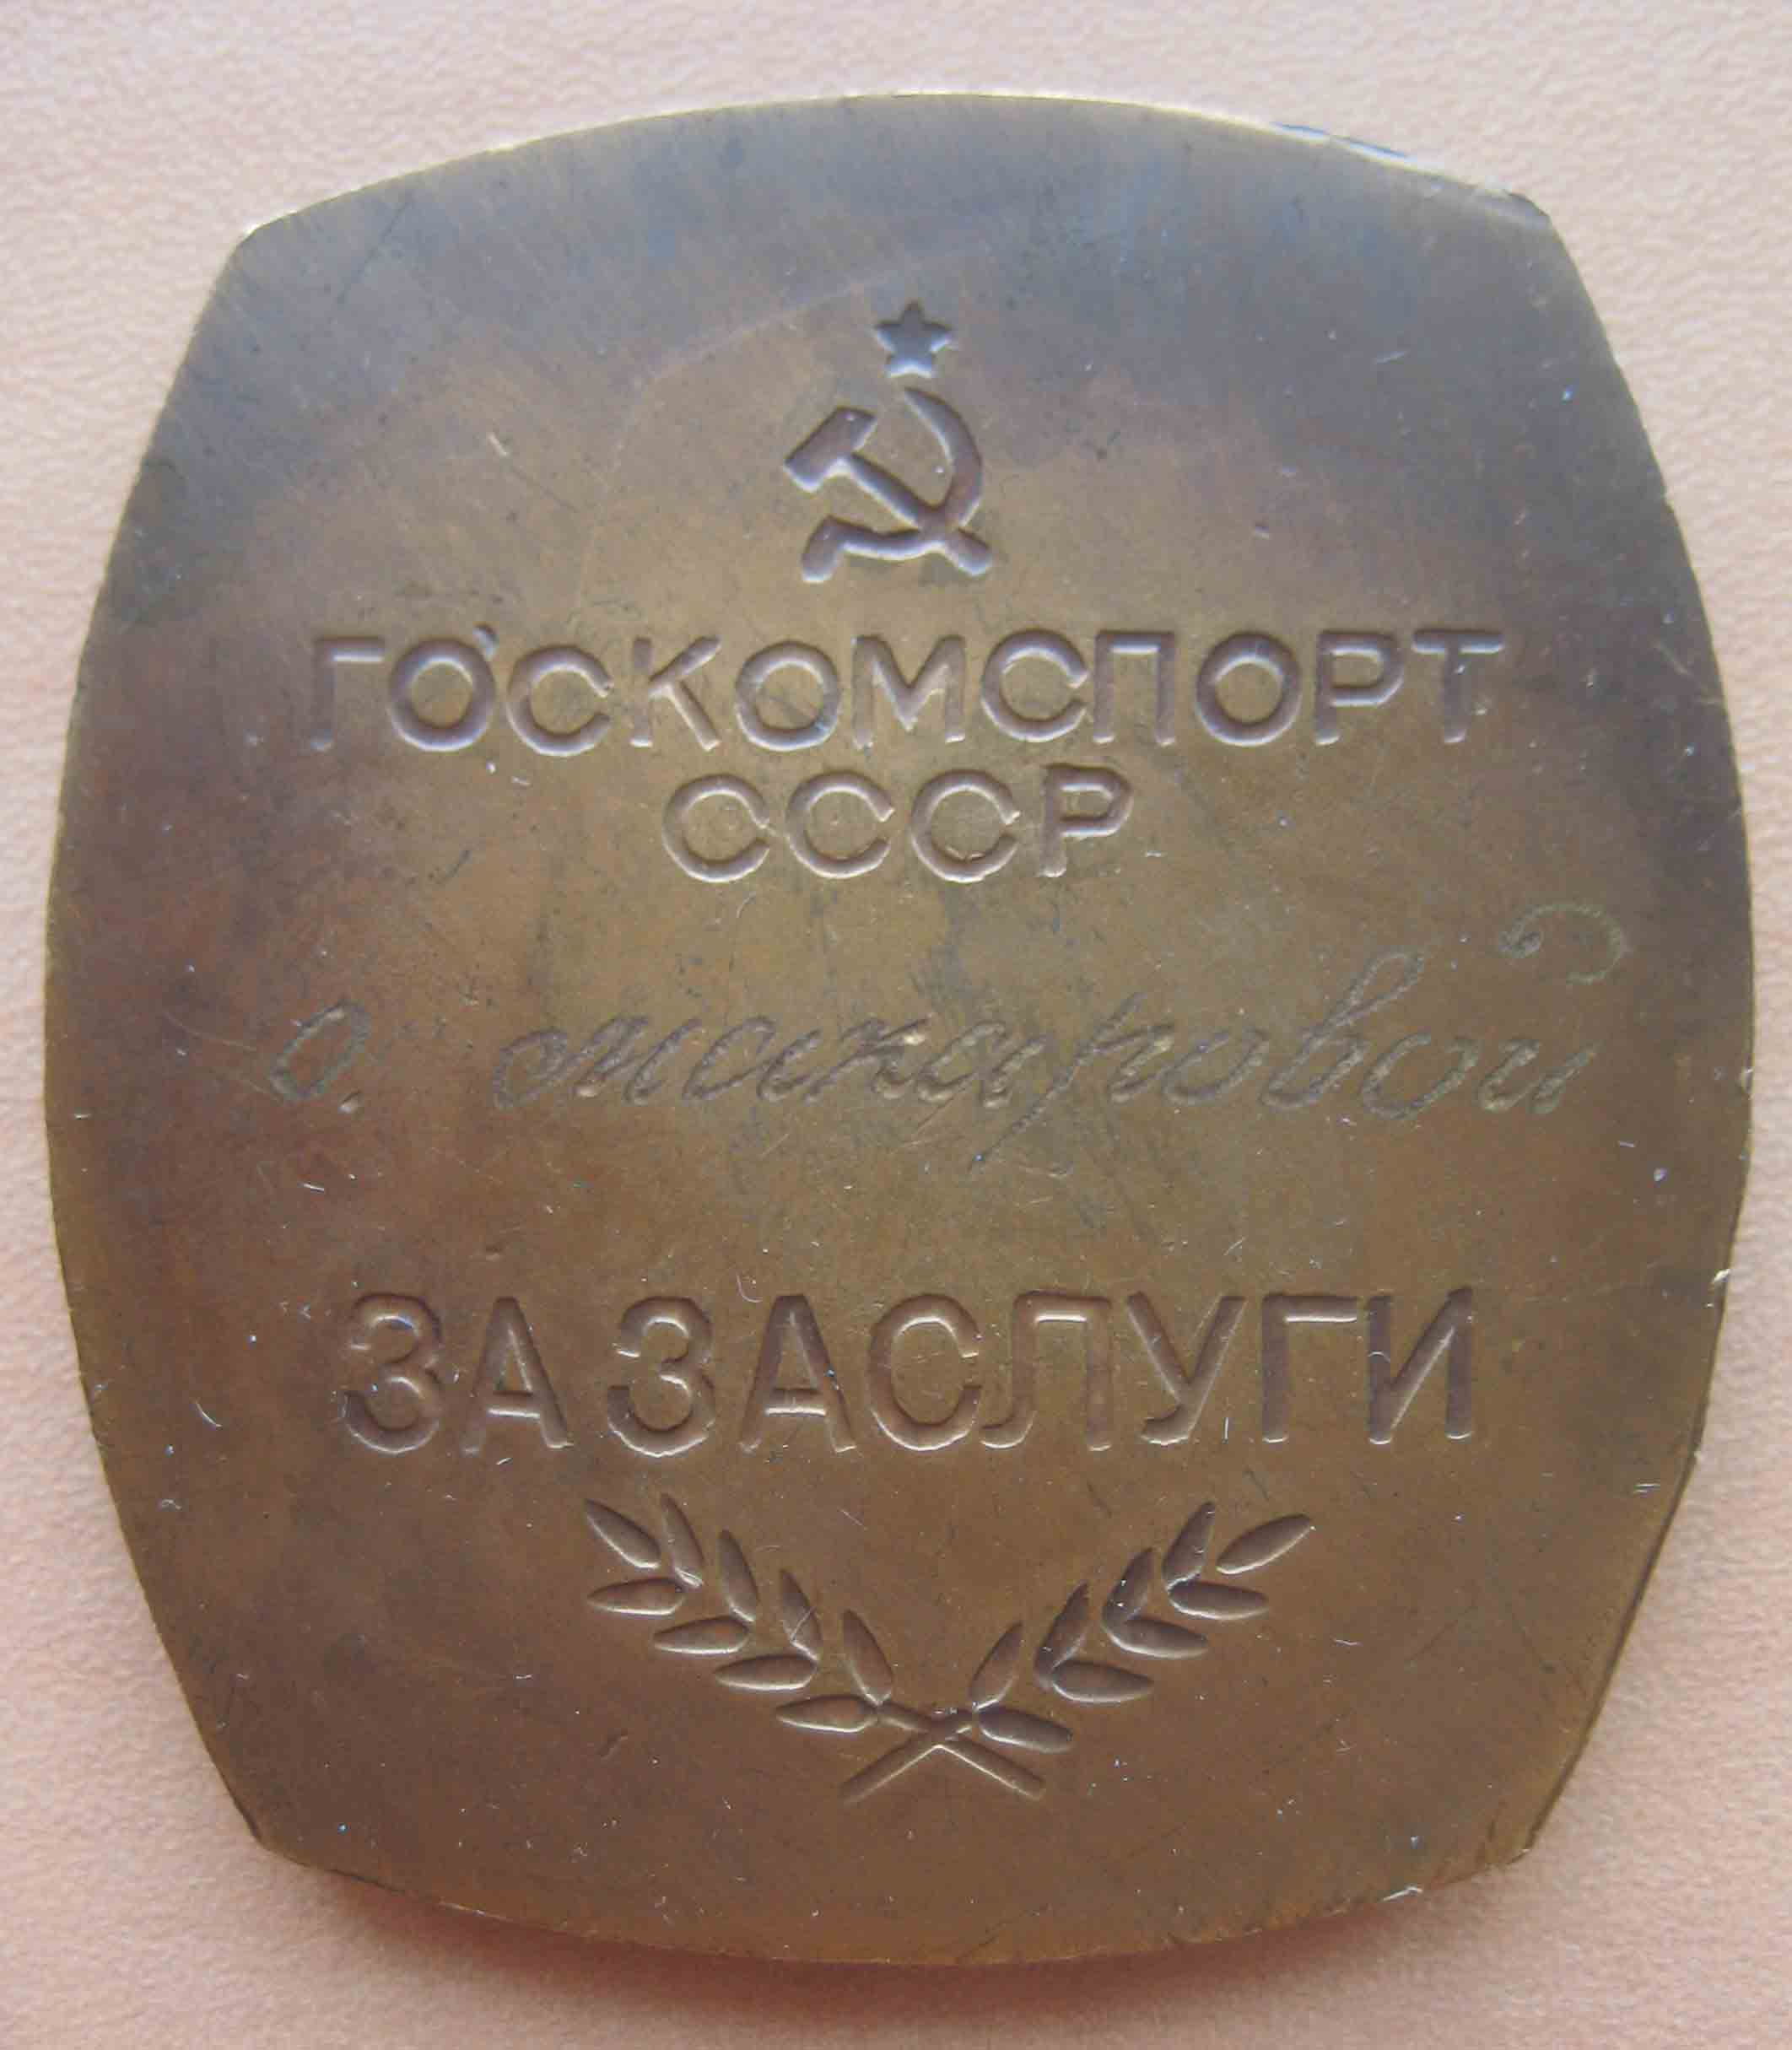 ГОСКОМСПОРТ
СССР
О. Макаровой
ЗА ЗАСЛУГИ